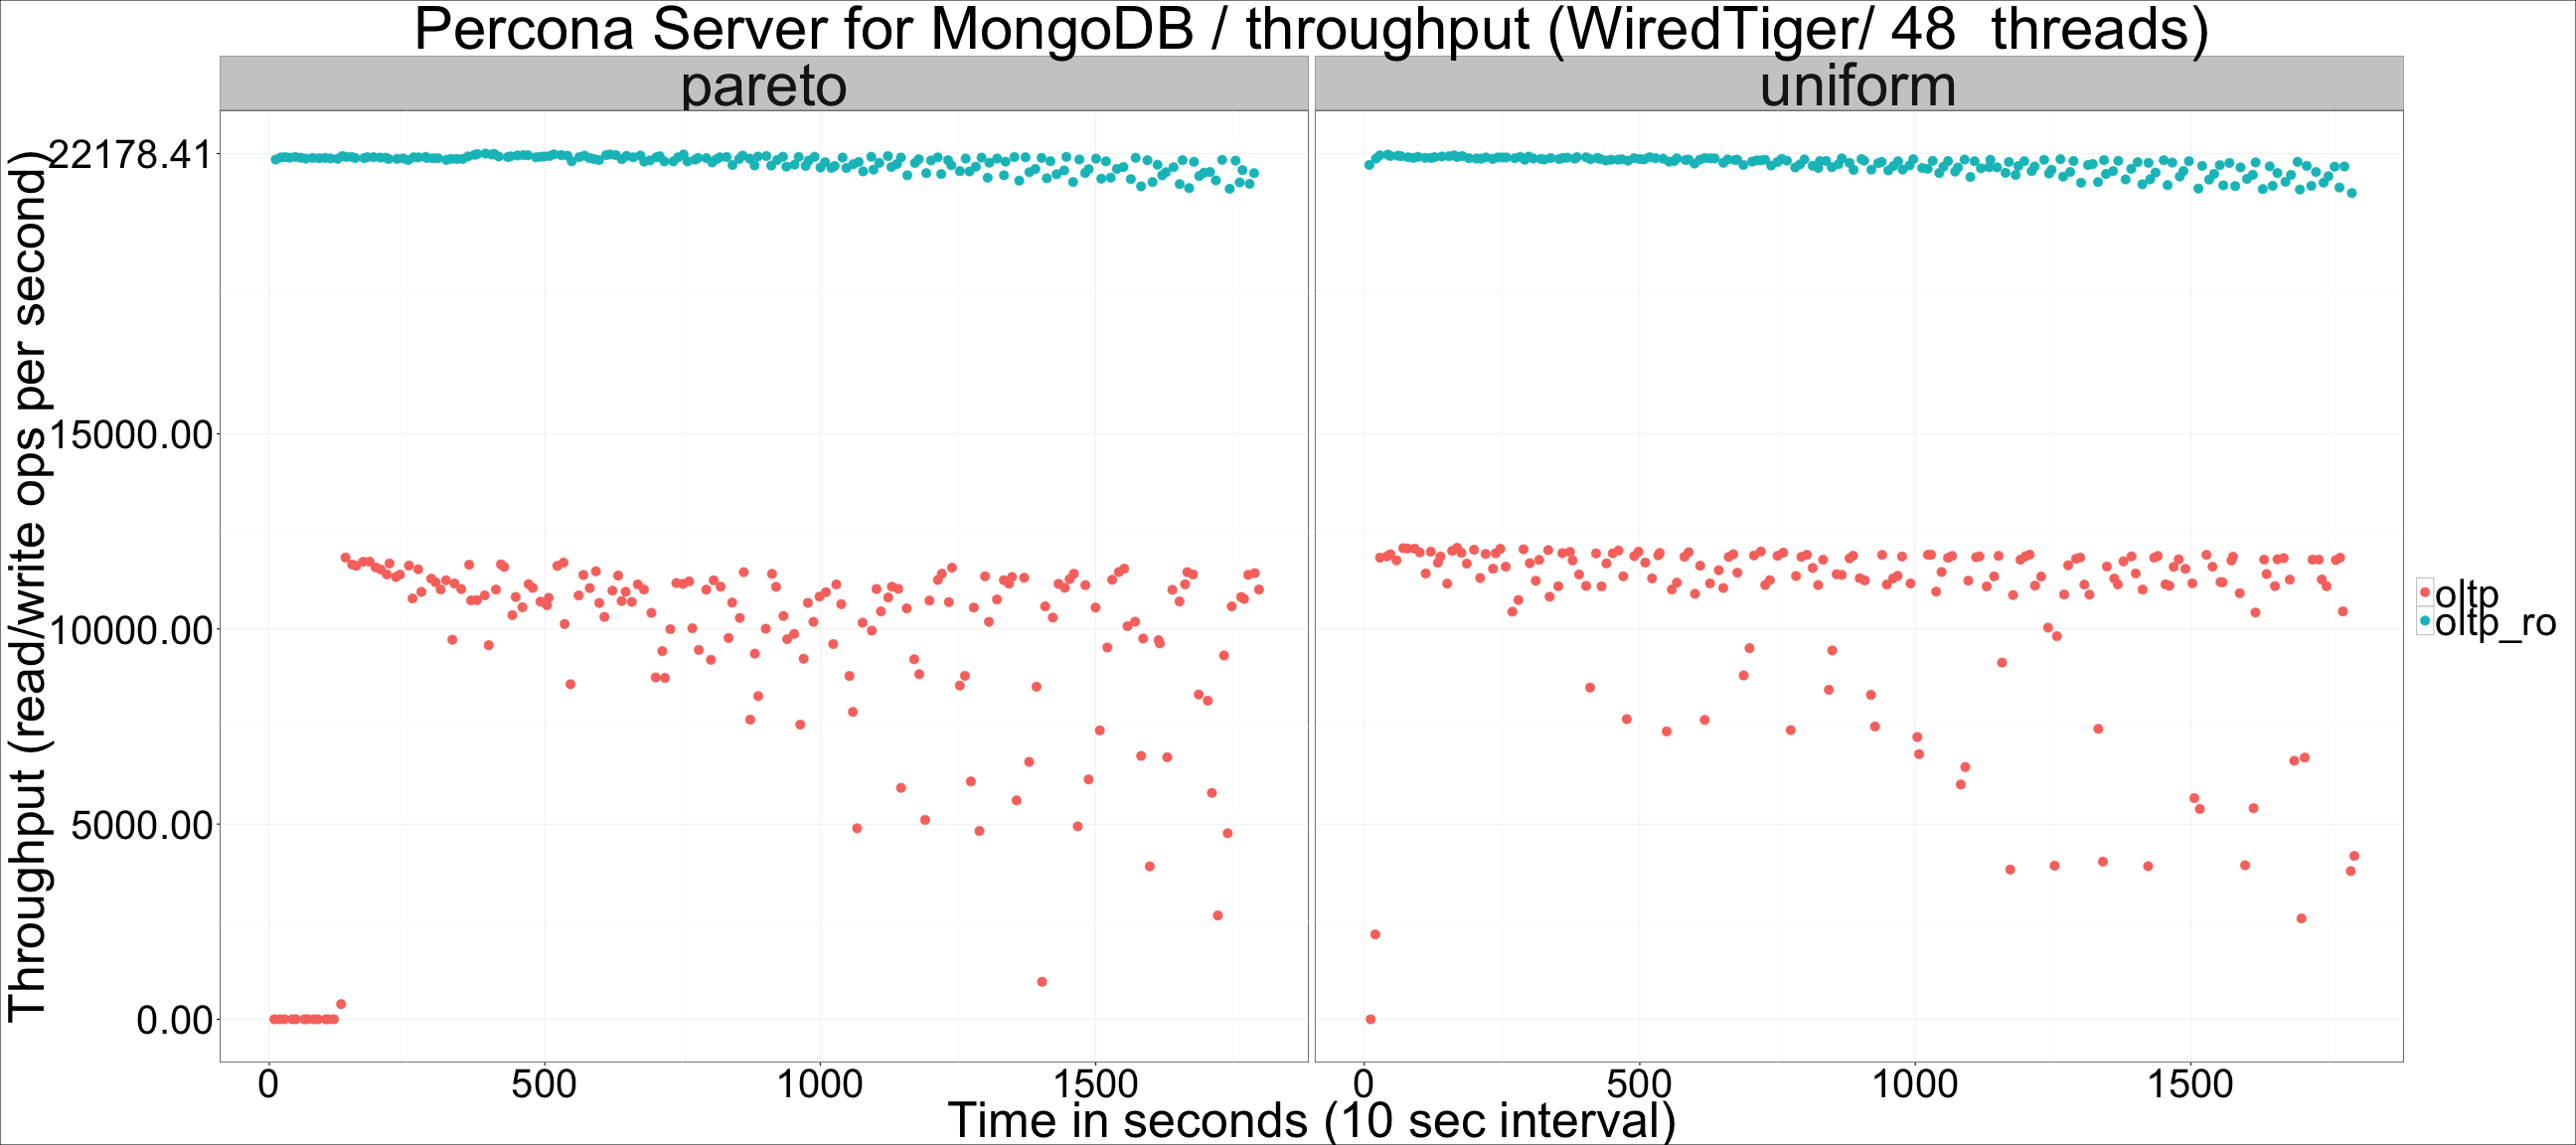 Percona Server for MongoDB / throughput (WiredTiger/ 48  threads)
pareto
uniform
Throughput (read/write ops per second)
22178.41
15000.00
10000.00
5000.00
0.00
0 500 1000 1500
0 500 1000 1500
Time in seconds (10 sec interval)
oltp
oltp_ro